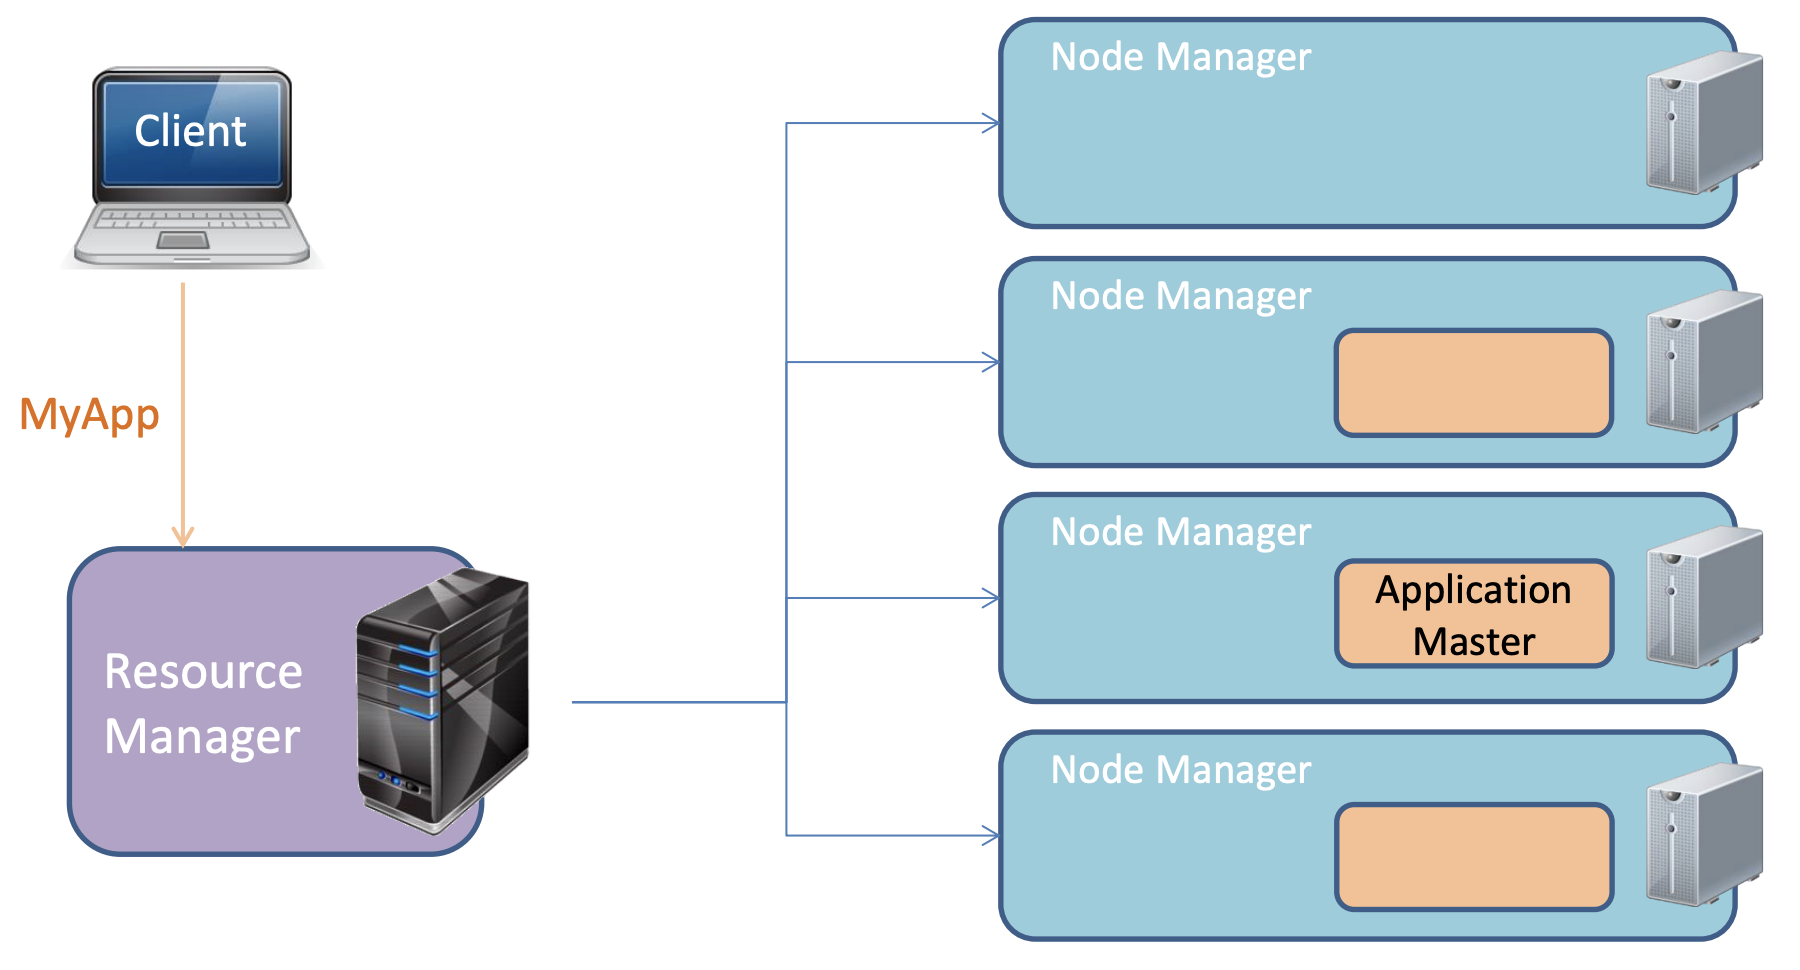 Client
MyApp
Resource
Manager
Node Manager
Node Manager
Node Manager
Application
Master
Node Manager